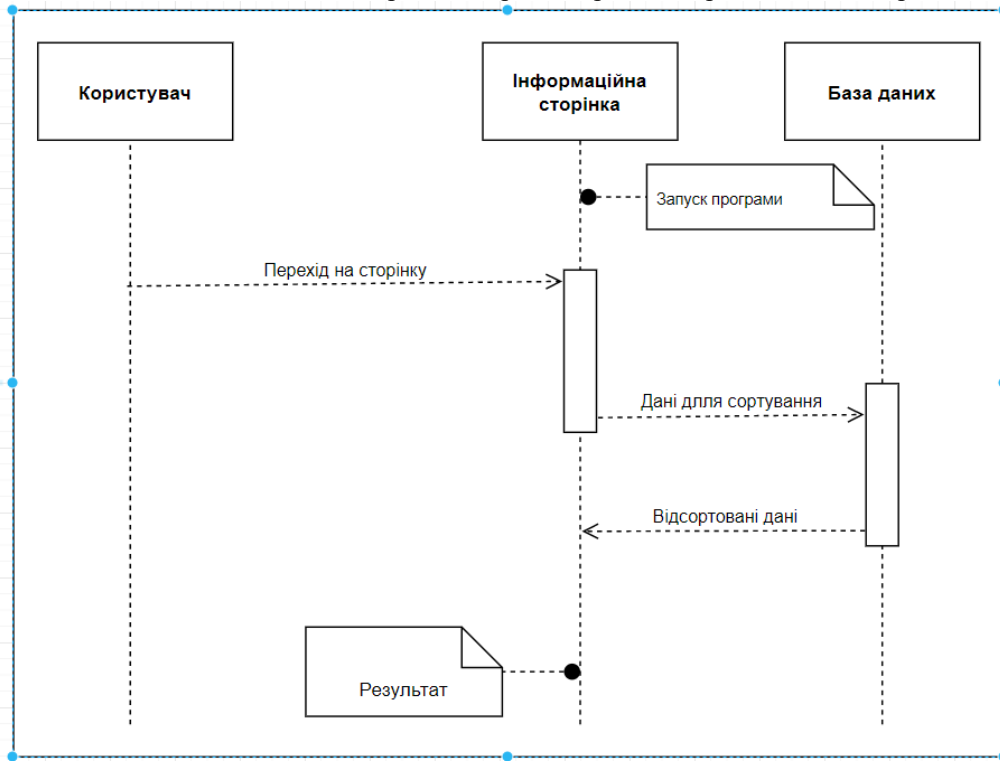 Користувач
Інформаційна
сторінка
База даних
Запуск програми
Перехід на сторінку
Дані длля сортування
Відсортовані дані
Результат